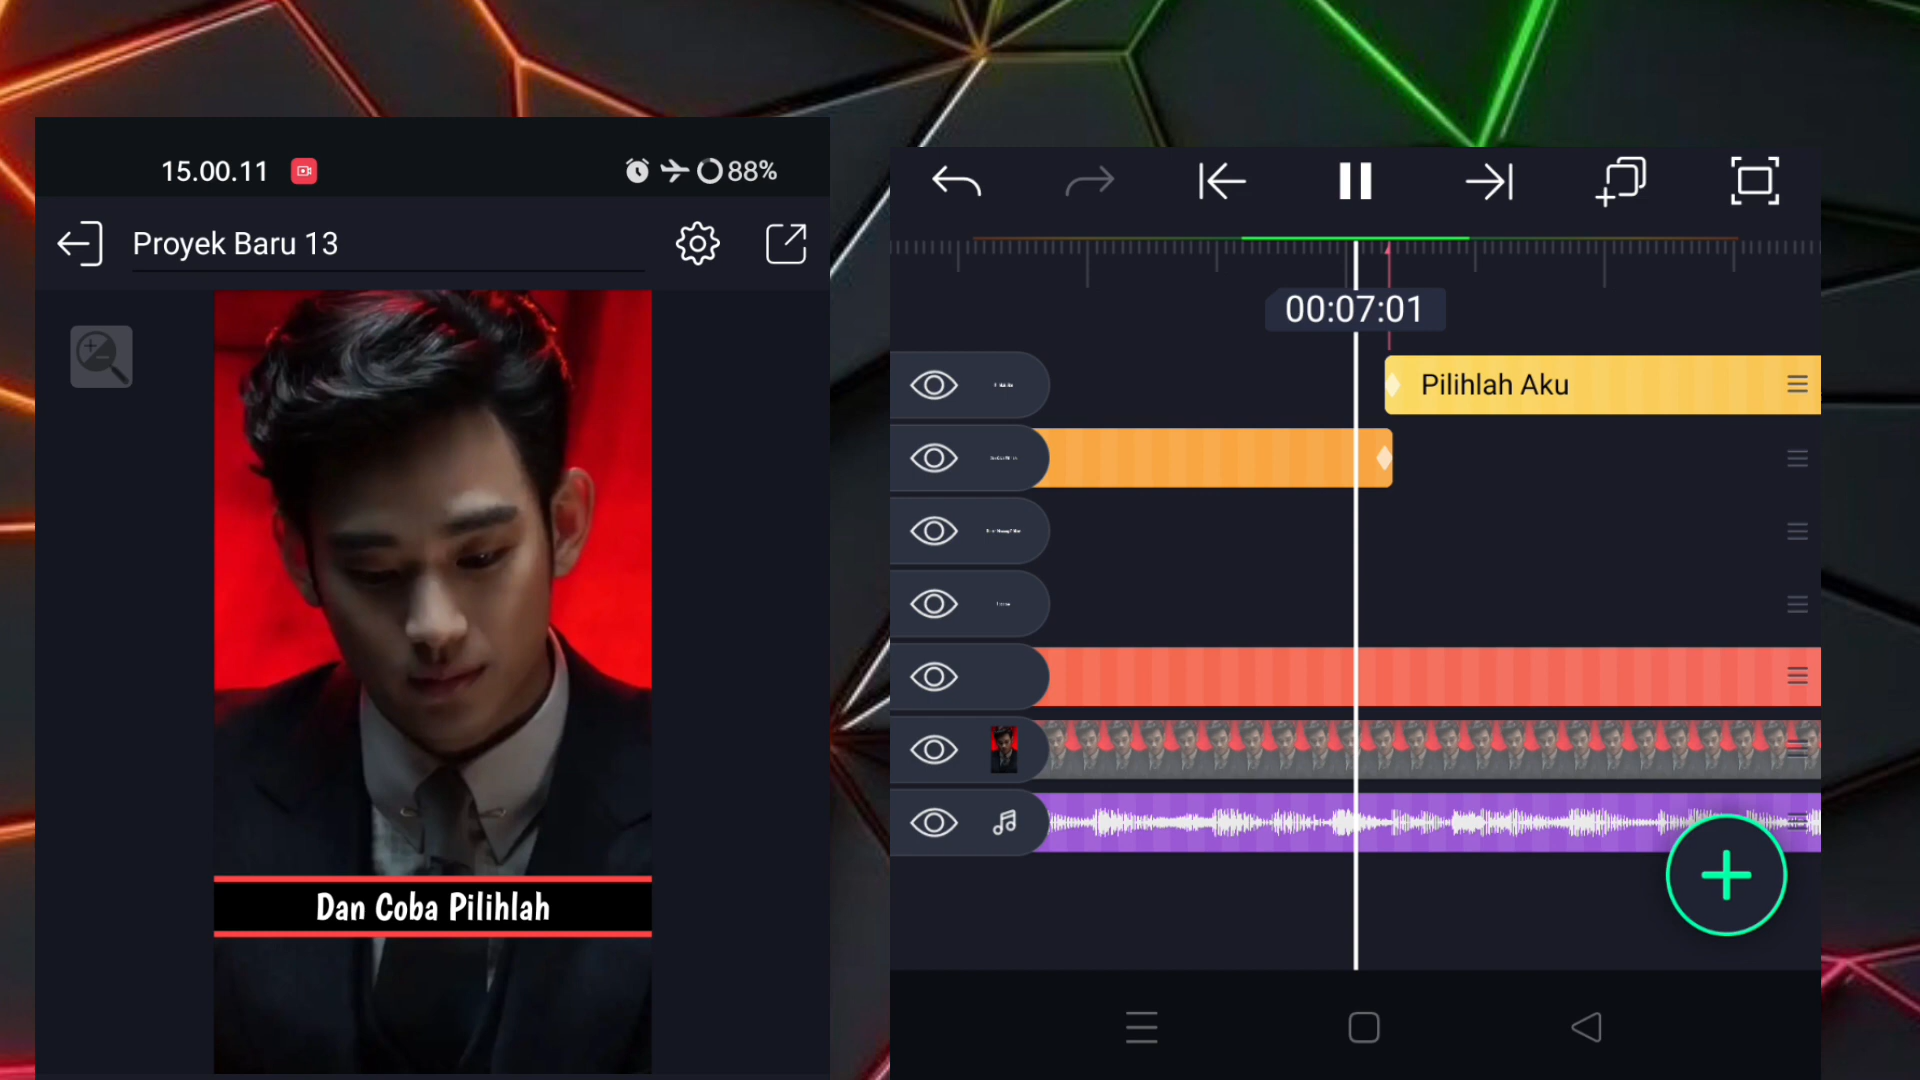 15.00.11
88%
Proyek Baru 13
Dan Coba Pilihlah
00:07:01
Pilihlah Aku